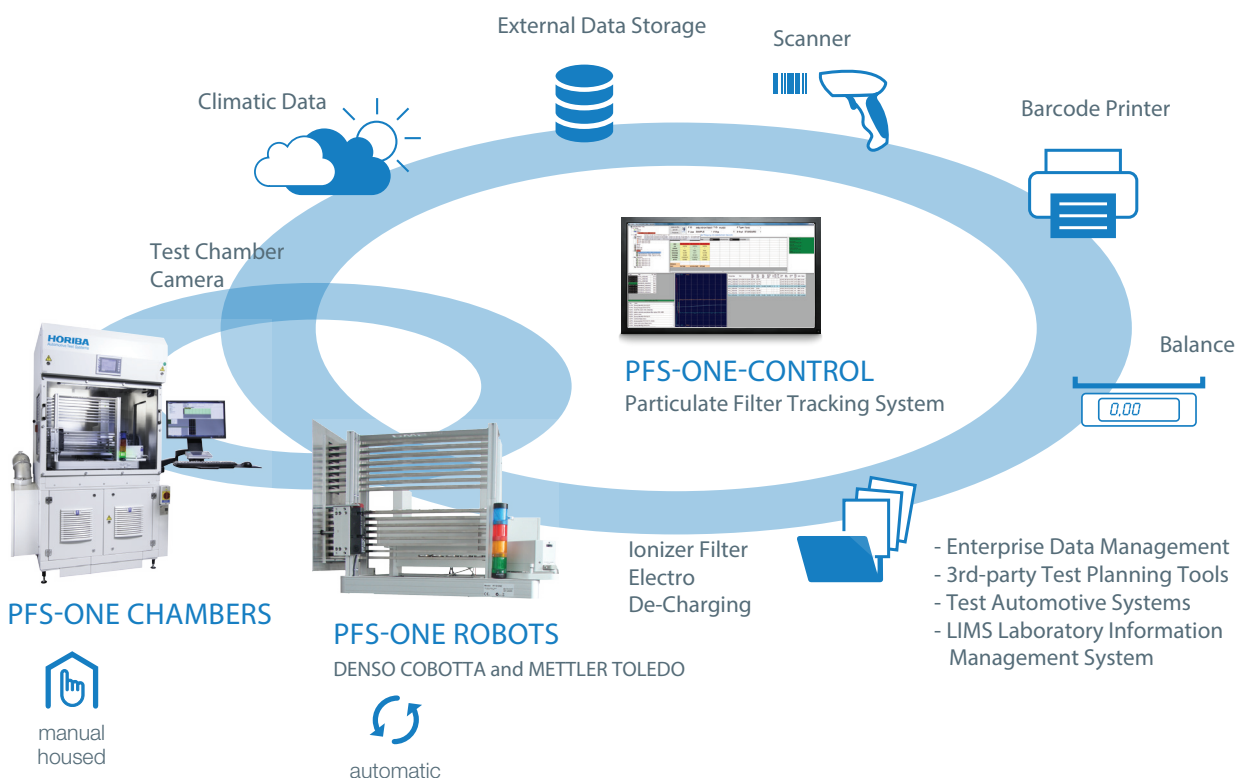 External Data Storage
Scanner
Climatic Data
Barcode Printer
Test Chamber
Camera
HORIBA
Automotive Test Systems
PFS-ONE-CONTROL
Particulate Filter Tracking System
Balance
0,00
Ionizer Filter
Electro
De-Charging
- Enterprise Data Management
- 3rd-party Test Planning Tools
- Test Automotive Systems
- LIMS Laboratory Information
Management System
PFS-ONE CHAMBERS
manual
housed
PFS-ONE ROBOTS
DENSO COBOTTA and METTLER TOLEDO
automatic